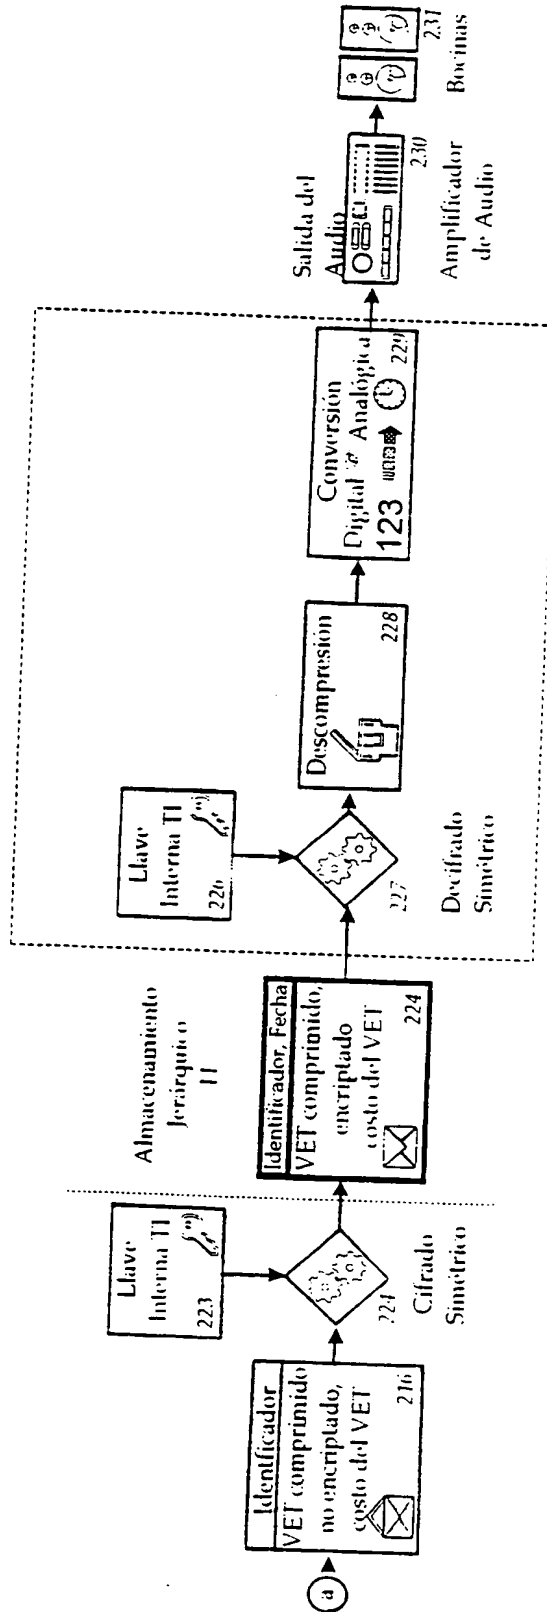 a
Identificador
VET comprimido
no encriptado,
costo del VET
216
Llave
Interna TI
223
224
Cifrado
Simétrico
Almacenamiento
Jerárquico
TI
Identificador, Fecha
VET comprimido,
encriptado
costo del VET
224
Llave
Interna TI
226
227
Decifrado
Simétrico
Descompresión
228
Conversión
Digital Analógica
123
229
Salida del
Audio
230
Amplificador
de Audio
231
Bocinas